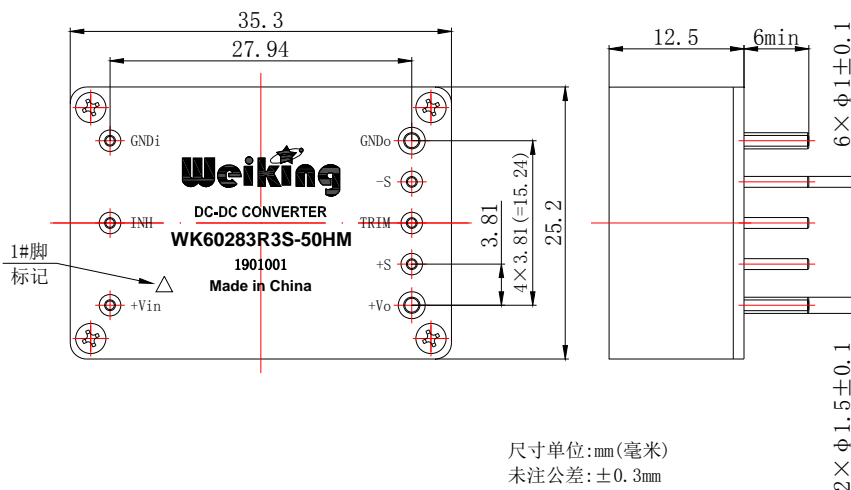 35.3
27.94
12.5
6min
6×φ1±0.1
GNDi
GNDo
Weiking
-S
DC-DC CONVERTER
INH
TRIM
WK60283R3S-50HM
1901001
Made in China
+S
+Vin
+Vo
1#脚
标记
3.81
4×3.81(=15.24)
25.2
2×φ1.5±0.1
尺寸单位:mm(毫米)
未注公差:±0.3mm